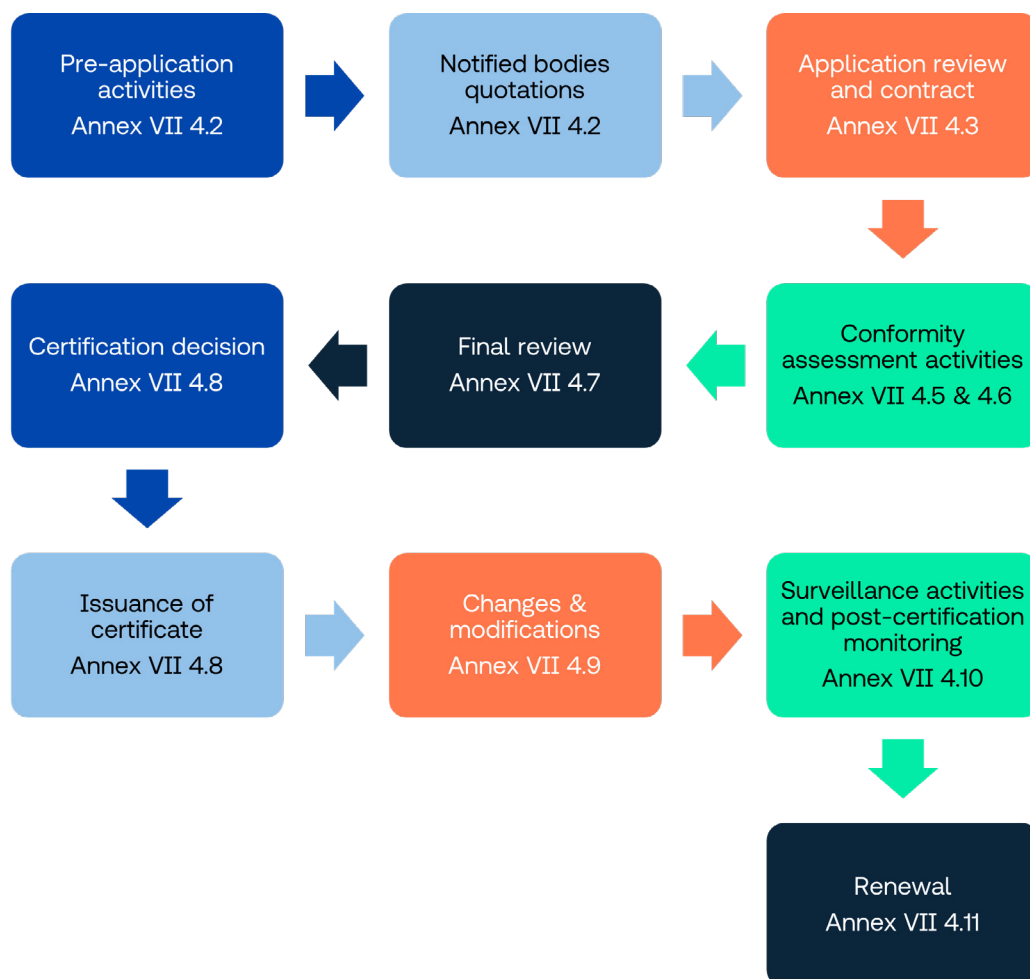 Pre-application
activities
Annex VII 4.2
Notified bodies
quotations
Annex VII 4.2
Application review
and contract
Annex VII 4.3
Conformity
assessment activities
Annex VII 4.5 & 4.6
Final review
Annex VII 4.7
Certification decision
Annex VII 4.8
Issuance of
certificate
Annex VII 4.8
Changes &
modifications
Annex VII 4.9
Surveillance activities
and post-certification
monitoring
Annex VII 4.10
Renewal
Annex VII 4.11